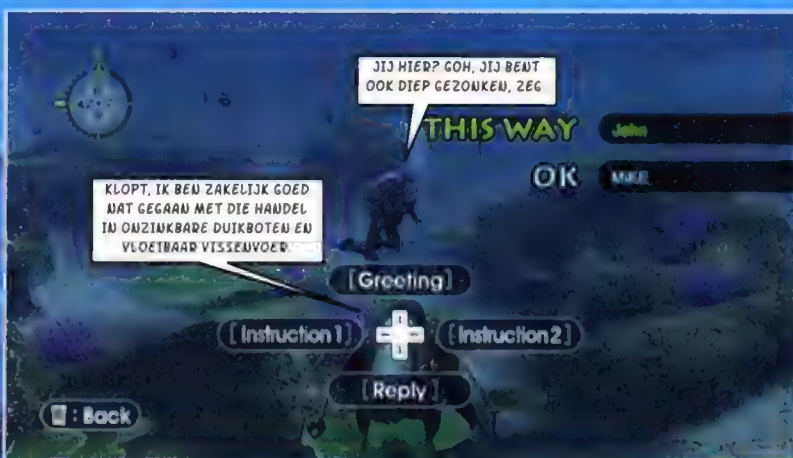 JIJ HIER? GOH, JIJ BENT
OOK DIEP GEZONKEN, ZEG
THIS WAY John
OK MIKE
KLOPT, IK BEN ZAKELIJK GOED
NAT GEGAAN MET DIE HANDEL
IN ONZINKBARE DUIKBOTEN EN
VLOEIBAAR VISSENVOER.
[Greeting]
[Instruction 1] [Instruction 2]
[Reply]
: Back